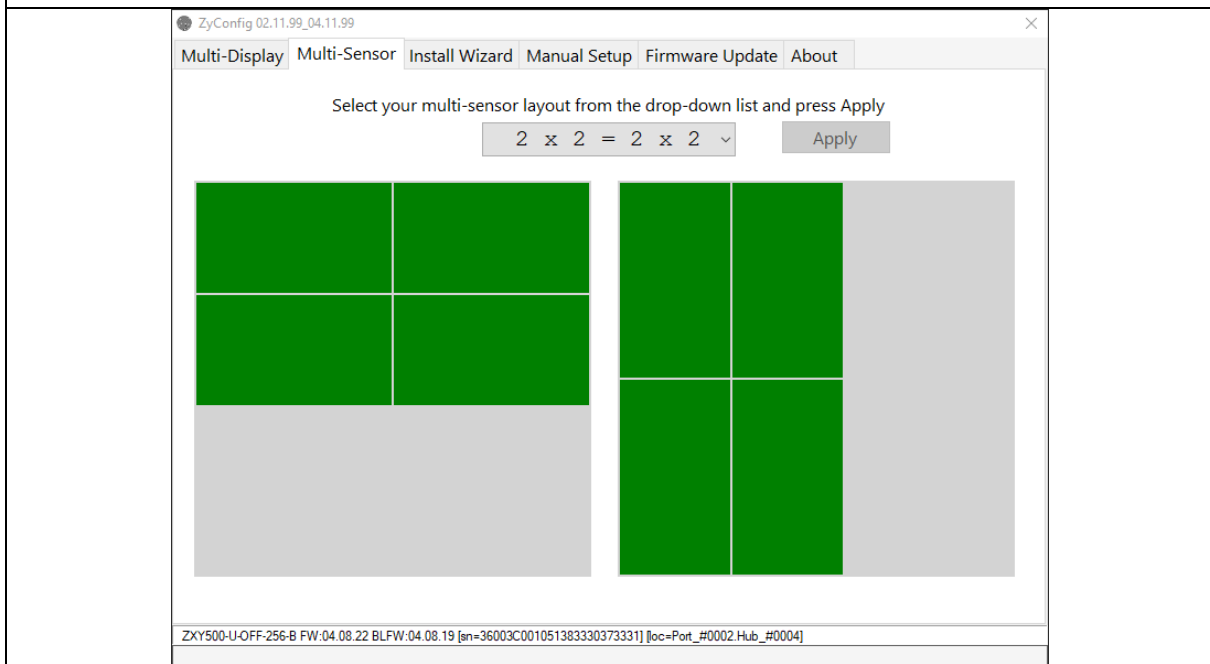 ZyConfig 02.11.99_04.11.99
Multi-Display Multi-Sensor Install Wizard Manual Setup Firmware Update About
Select your multi-sensor layout from the drop-down list and press Apply
2 x 2 = 2 x 2 Apply
ZXY500-U-OFF-256-B FW:04.08.22 BLFW:04.08.19 [sn=36003C001051383330373331] [loc=Port_#0002.Hub_#0004]